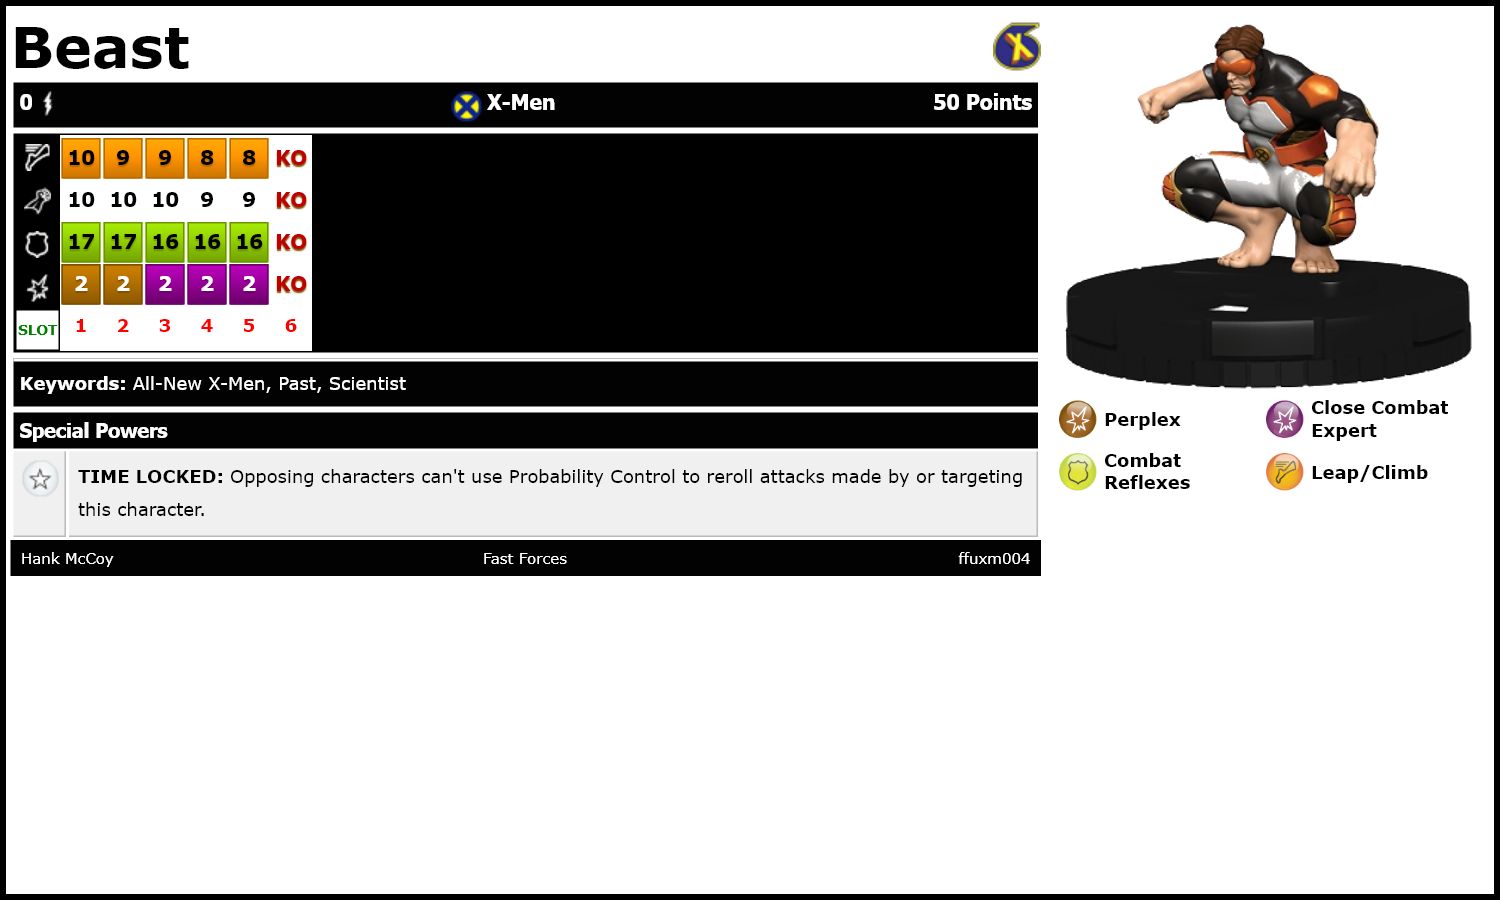 Beast
0 X-Men 50 Points
10 9 9 8 8 KO
10 10 10 9 9 KO
17 17 16 16 16 KO
2 2 2 2 2 KO
SLOT 1 2 3 4 5 6
Keywords: All-New X-Men, Past, Scientist
Special Powers
TIME LOCKED: Opposing characters can't use Probability Control to reroll attacks made by or targeting
this character.
Hank McCoy Fast Forces ffuxm004
Perplex
Close Combat
Expert
Combat
Reflexes
Leap/Climb